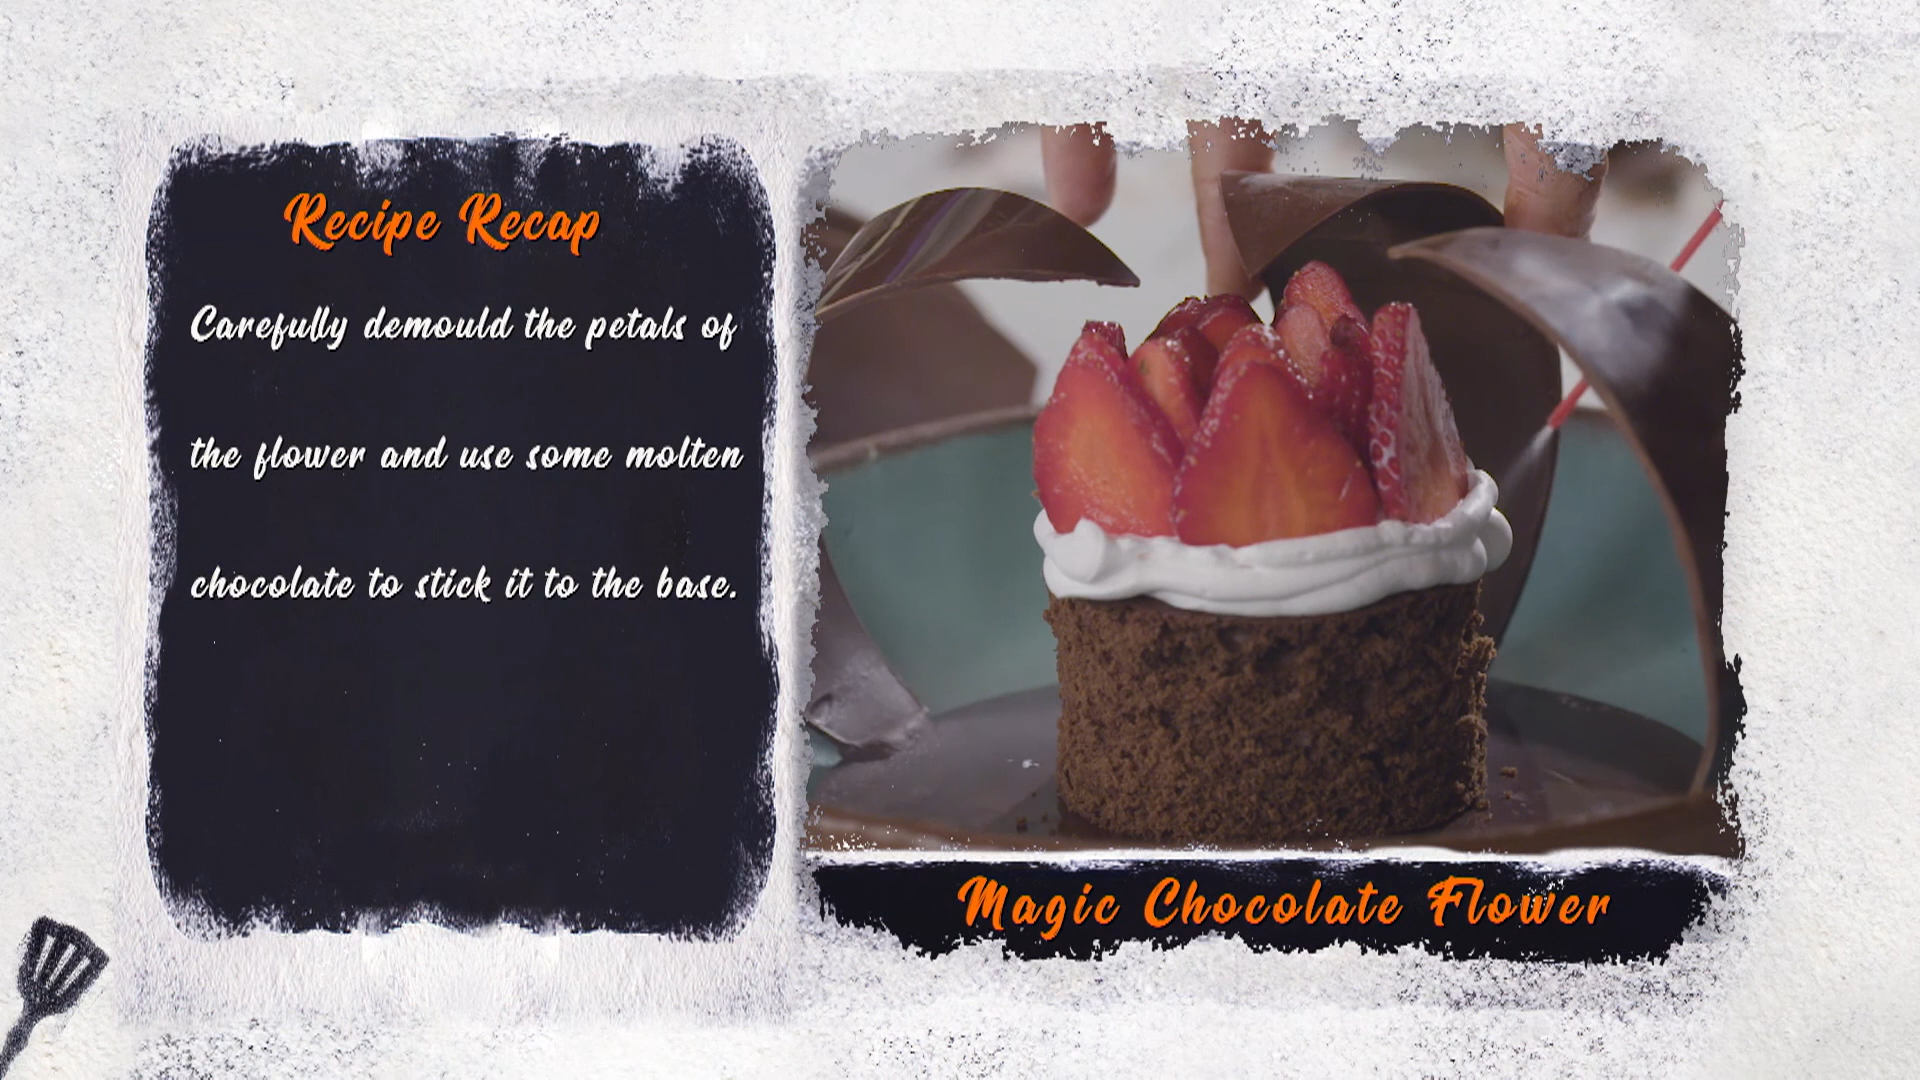 Recipe Recap
Carefully demould the petals of
the flower and use some molten
chocolate to stick it to the base.
Magic Chocolate Flower